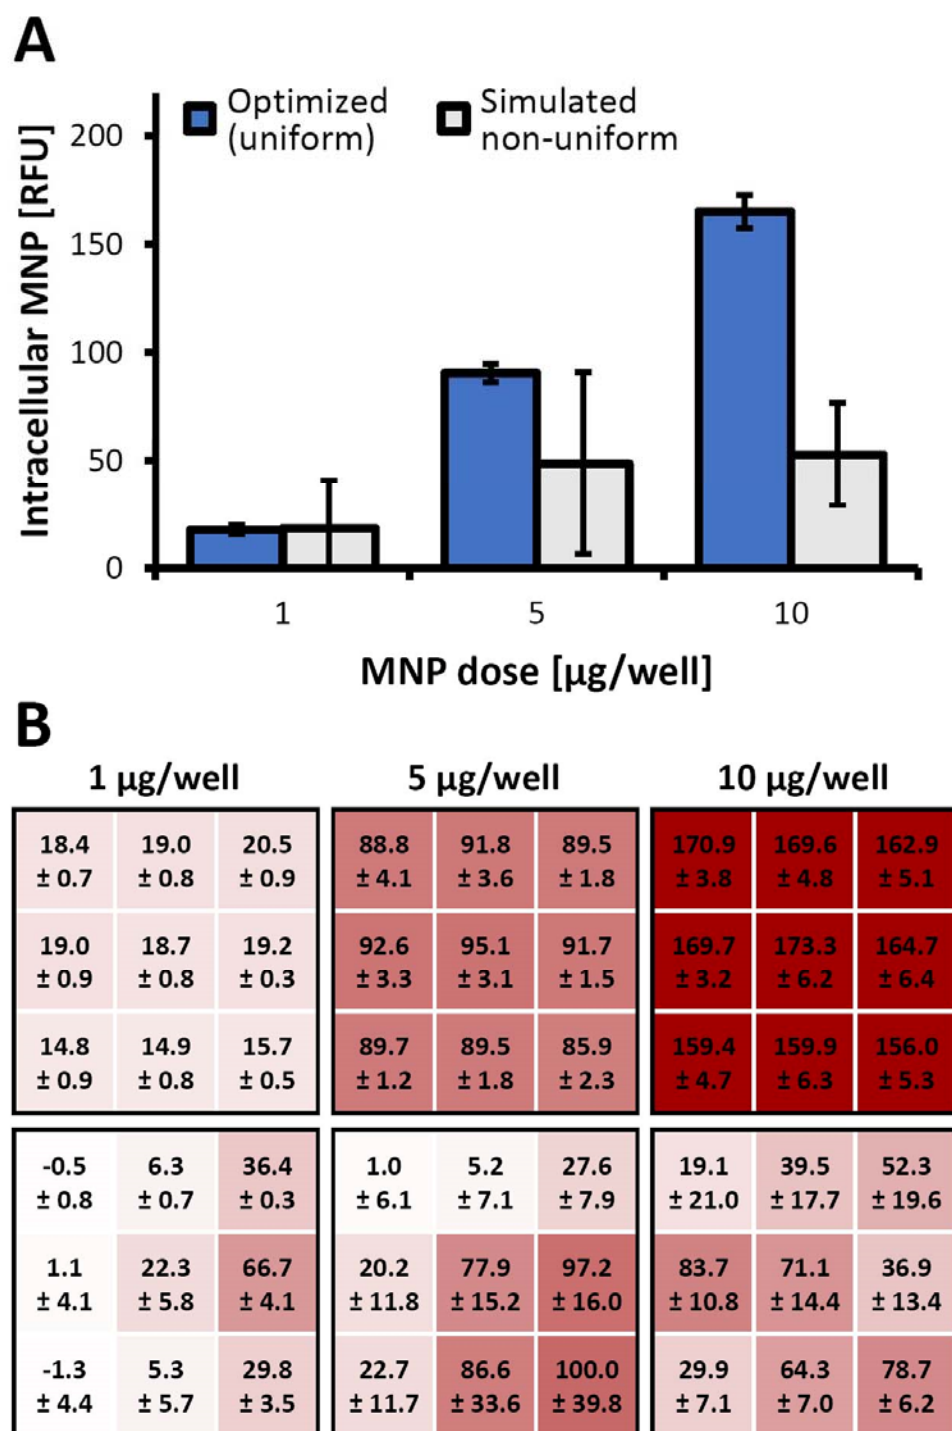 A
Intracellular MNP [RFU]
Optimized
(uniform)
Simulated
non-uniform
200
150
100
50
0
1 5 10
MNP dose [µg/well]
B
1 µg/well 5 µg/well 10 µg/well
18.4 19.0 20.5 88.8 91.8 89.5 170.9 169.6 162.9
± 0.7 ± 0.8 ± 0.9 ± 4.1 ± 3.6 ± 1.8 ± 3.8 ± 4.8 ± 5.1
19.0 18.7 19.2 92.6 95.1 91.7 169.7 173.3 164.7
± 0.9 ± 0.8 ± 0.3 ± 3.3 ± 3.1 ± 1.5 ± 3.2 ± 6.2 ± 6.4
14.8 14.9 15.7 89.7 89.5 85.9 159.4 159.9 156.0
± 0.9 ± 0.8 ± 0.5 ± 1.2 ± 1.8 ± 2.3 ± 4.7 ± 6.3 ± 5.3
-0.5 6.3 36.4 1.0 5.2 27.6 19.1 39.5 52.3
± 0.8 ± 0.7 ± 0.3 ± 6.1 ± 7.1 ± 7.9 ± 21.0 ± 17.7 ± 19.6
1.1 22.3 66.7 20.2 77.9 97.2 83.7 71.1 36.9
± 4.1 ± 5.8 ± 4.1 ± 11.8 ± 15.2 ± 16.0 ± 10.8 ± 14.4 ± 13.4
-1.3 5.3 29.8 22.7 86.6 100.0 29.9 64.3 78.7
± 4.4 ± 5.7 ± 3.5 ± 11.7 ± 33.6 ± 39.8 ± 7.1 ± 7.0 ± 6.2